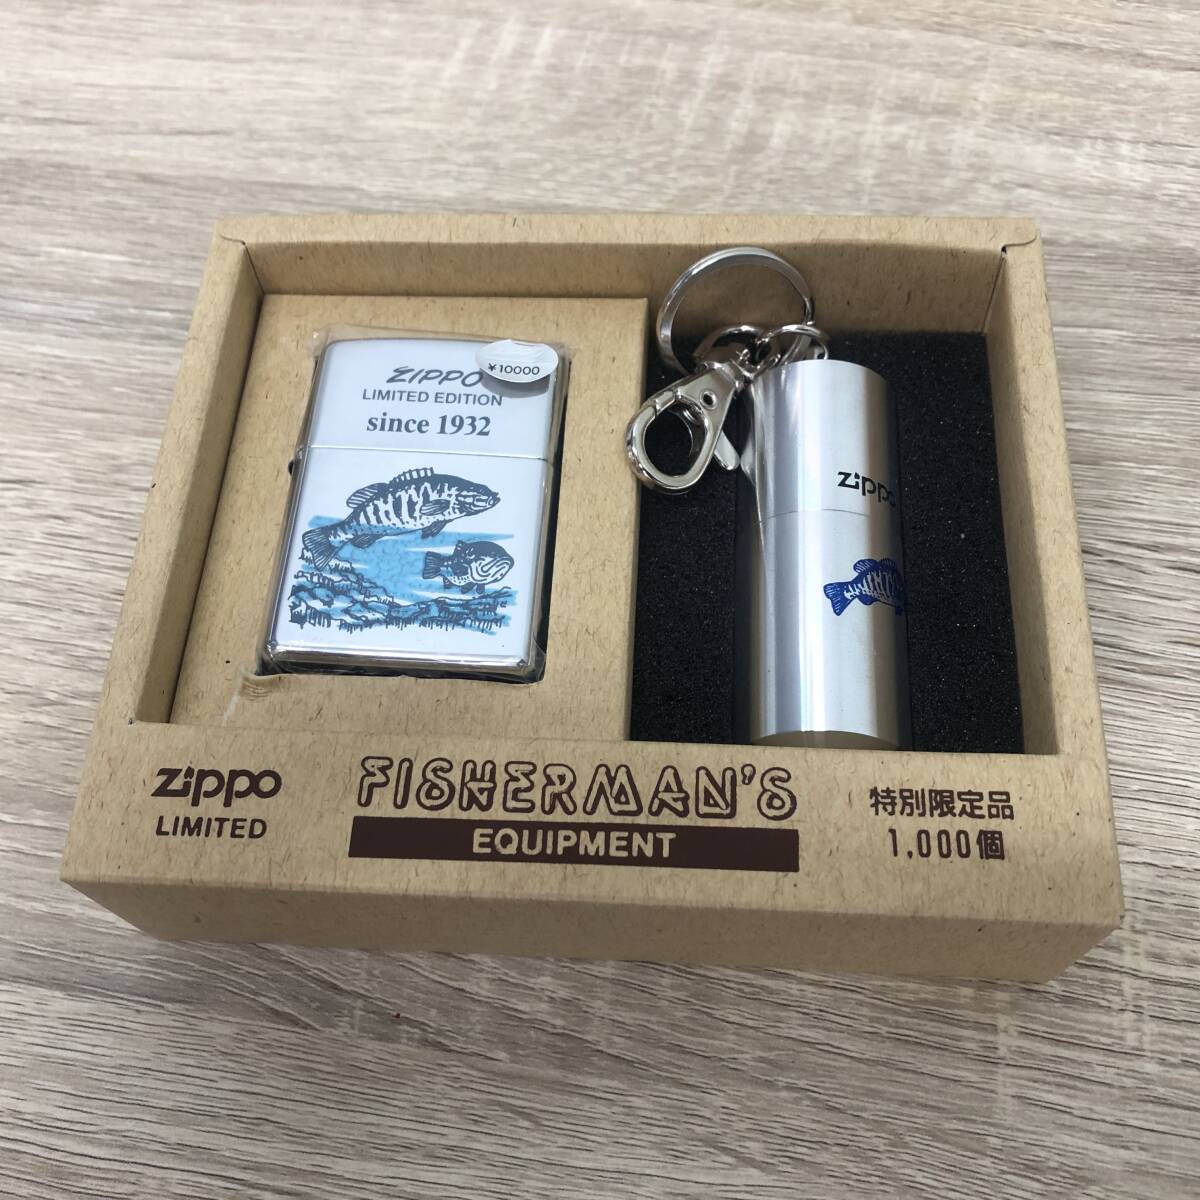 ZIPPO
¥10000
LIMITED EDITION
since 1932
zippo
zippo
LIMITED
FISHERMAN'S
EQUIPMENT
特別限定品
1,000個